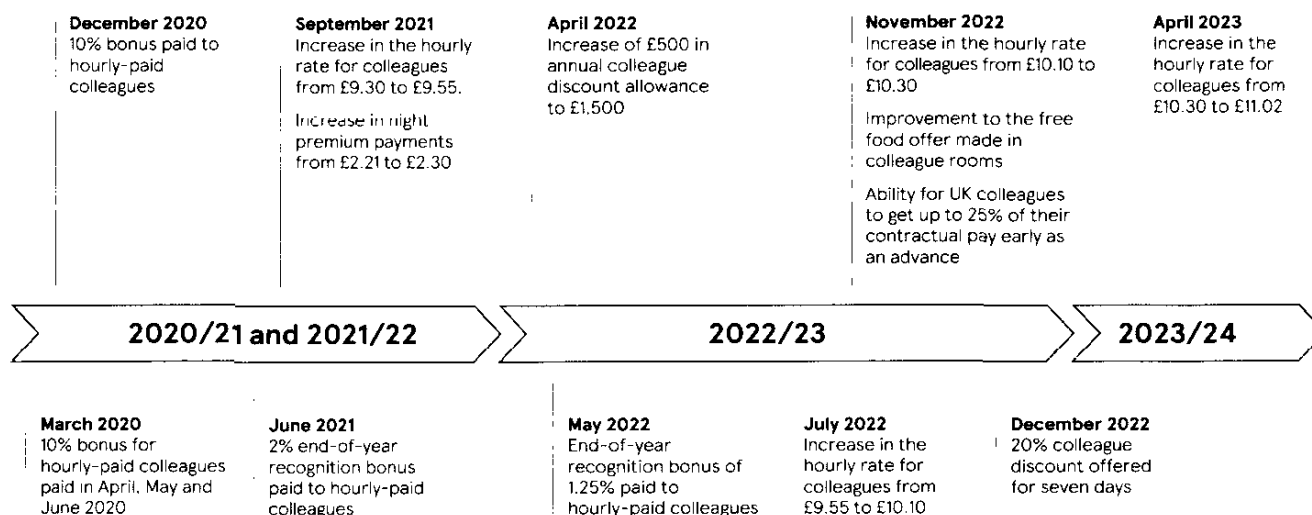 December 2020
10% bonus paid to
hourly-paid
colleagues
September 2021
Increase in the hourly
rate for colleagues
from £9.30 to £9.55.
Increase in night
premium payments
from £2.21 to £2.30
April 2022
Increase of £500 in
annual colleague
discount allowance
to £1,500
November 2022
Increase in the hourly rate
for colleagues from £10.10 to
£10.30
Improvement to the free
food offer made in
colleague rooms
Ability for UK colleagues
to get up to 25% of their
contractual pay early as
an advance
April 2023
Increase in the
hourly rate for
colleagues from
£10.30 to £11.02
2020/21 and 2021/22
2022/23
2023/24
March 2020
10% bonus for
hourly-paid colleagues
paid in April, May and
June 2020
June 2021
2% end-of-year
recognition bonus
paid to hourly-paid
colleagues
May 2022
End-of-year
recognition bonus of
1.25% paid to
hourly-paid colleagues
July 2022
Increase in the
hourly rate for
colleagues from
£9.55 to £10.10
December 2022
20% colleague
discount offered
for seven days